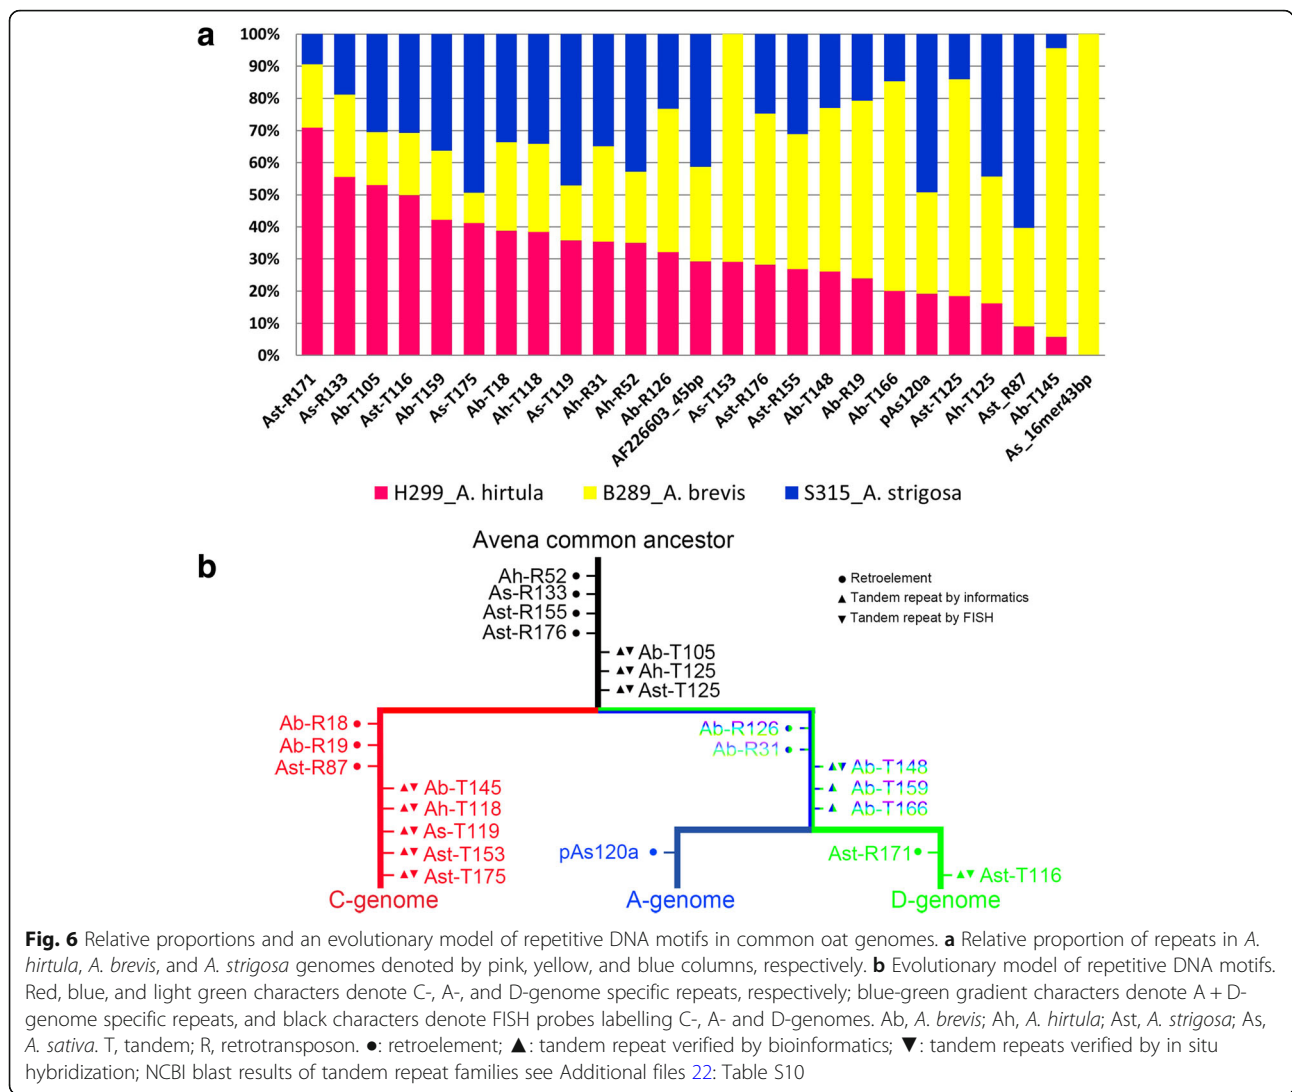 a
100%
90%
80%
70%
60%
50%
40%
30%
20%
10%
0%
Ast-R171
As-R133
Ab-T105
Ast-T116
Ab-T159
As-T175
Ab-T18
Ah-T118
As-T119
Ah-R31
Ah-R52
Ab-R126
AF226603_45bp
As-T153
Ast-R176
Ast-R155
Ab-T148
Ab-R19
Ab-T166
pAs120a
Ast-T125
Ah-T125
Ast_R87
Ab-T145
As_16mer43bp
H299_A. hirtula B289_A. brevis S315_A. strigosa
b
Avena common ancestor
Ah-R52 ●
As-R133 ●
Ast-R155 ●
Ast-R176 ●
▲▼ Ab-T105
▲▼ Ah-T125
▲▼ Ast-T125
● Retroelement
▲ Tandem repeat by informatics
▼ Tandem repeat by FISH
Ab-R18 ●
Ab-R19 ●
Ast-R87 ●
▲▼ Ab-T145
▲▼ Ah-T118
▲▼ As-T119
▲▼ Ast-T153
▲▼ Ast-T175
C-genome
Ab-R126 ●
Ab-R31 ●
▲▼ Ab-T148
▲ Ab-T159
▲ Ab-T166
pAs120a ●
A-genome
Ast-R171 ●
▲▼ Ast-T116
D-genome
Fig. 6 Relative proportions and an evolutionary model of repetitive DNA motifs in common oat genomes. a Relative proportion of repeats in A.
hirtula, A. brevis, and A. strigosa genomes denoted by pink, yellow, and blue columns, respectively. b Evolutionary model of repetitive DNA motifs.
Red, blue, and light green characters denote C-, A-, and D-genome specific repeats, respectively; blue-green gradient characters denote A + D-
genome specific repeats, and black characters denote FISH probes labelling C-, A- and D-genomes. Ab, A. brevis; Ah, A. hirtula; Ast, A. strigosa; As,
A. sativa. T, tandem; R, retrotransposon. ●: retroelement; ▲: tandem repeat verified by bioinformatics; ▼: tandem repeats verified by in situ
hybridization; NCBI blast results of tandem repeat families see Additional files 22: Table S10